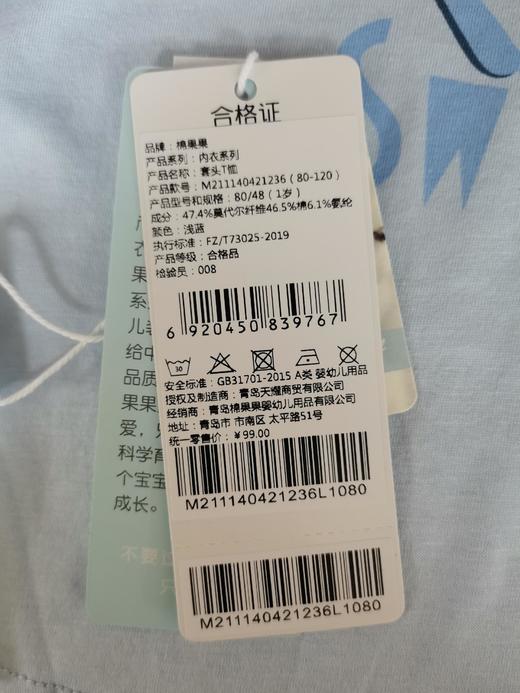 合格证
品牌：棉果果
产品系列：内衣系列
产品名称：套头T恤
产品款号：M211140421236（80-120）
产品型号和规格：80/48（1岁）
成分：47.4%莫代尔纤维46.5%棉6.1%氨纶
颜色：浅蓝
执行标准：FZ/T73025-2019
产品等级：合格品
检验员：008
6 920450 839767
30
安全标准：GB31701-2015 A类 婴幼儿用品
授权及制造商：青岛天耀商贸有限公司
经销商：青岛棉果果婴幼儿用品有限公司
地址：青岛市 市南区 太平路51号
统一零售价：￥99.00
M211140421236L1080
M211140421236L1080
衣
果
系
儿装
给中
品质
果果
爱，
科学育
个宝宝
成长。
不要过
只
SW